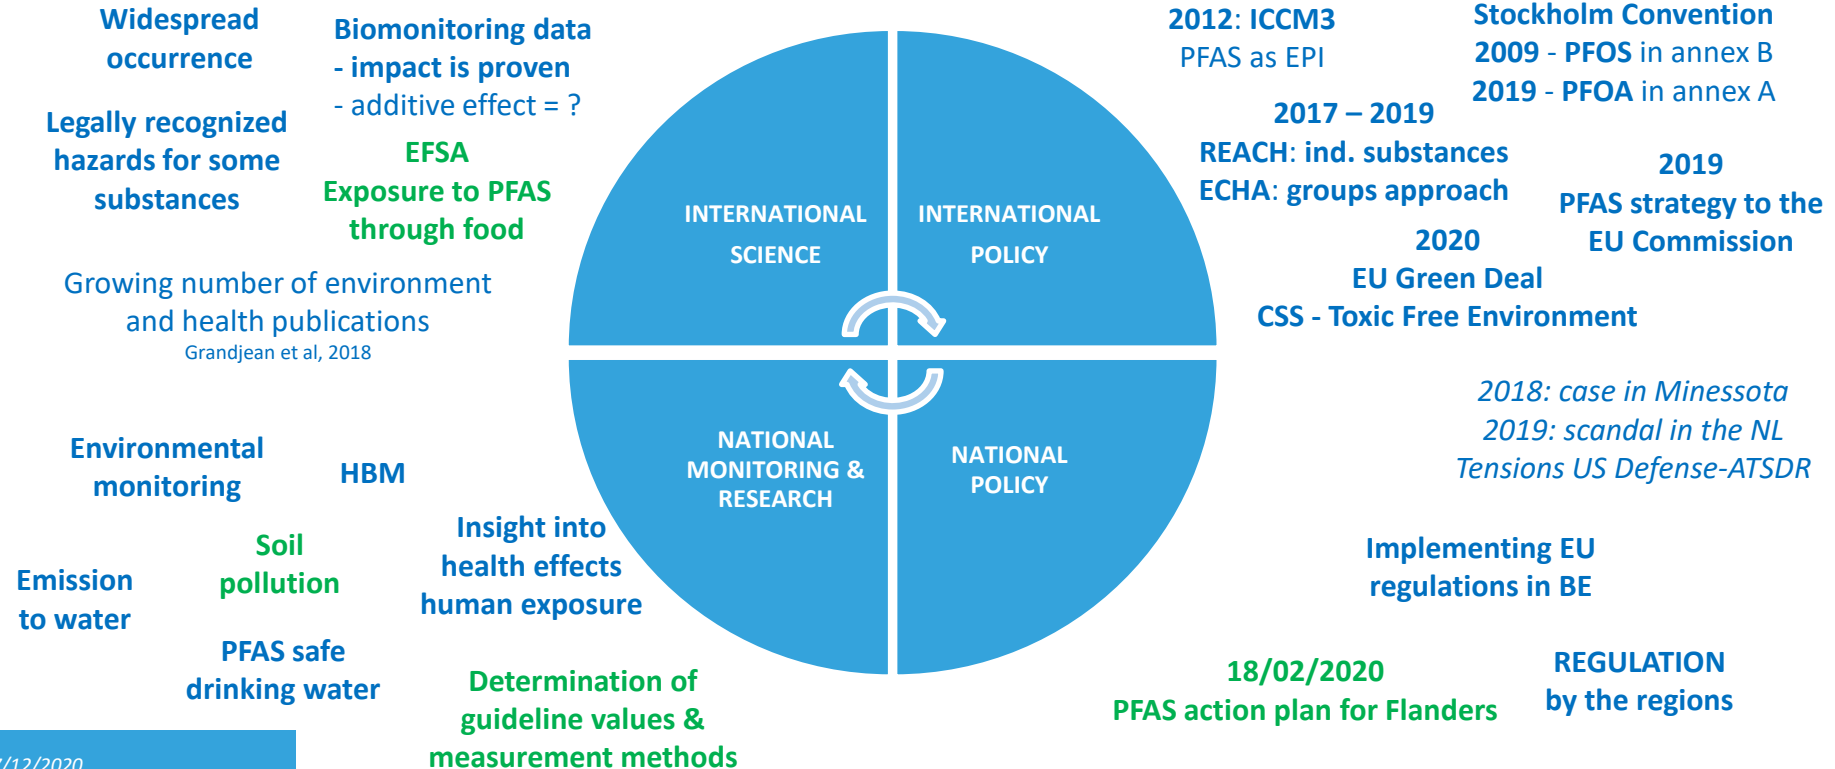 Widespread
occurrence
Biomonitoring data
- impact is proven
- additive effect = ?
Legally recognized
hazards for some
substances
EFSA
Exposure to PFAS
through food
Growing number of environment
and health publications
Grandjean et al, 2018
INTERNATIONAL
SCIENCE
INTERNATIONAL
POLICY
2012: ICCM3
PFAS as EPI
Stockholm Convention
2009 - PFOS in annex B
2019 - PFOA in annex A
2017 – 2019
REACH: ind. substances
ECHA: groups approach
2019
PFAS strategy to the
EU Commission
2020
EU Green Deal
CSS - Toxic Free Environment
2018: case in Minessota
2019: scandal in the NL
Tensions US Defense-ATSDR
NATIONAL
MONITORING &
RESEARCH
NATIONAL
POLICY
Environmental
monitoring
HBM
Soil
pollution
Insight into
health effects
human exposure
Emission
to water
PFAS safe
drinking water
Determination of
guideline values &
measurement methods
Implementing EU
regulations in BE
18/02/2020
PFAS action plan for Flanders
REGULATION
by the regions
/12/2020